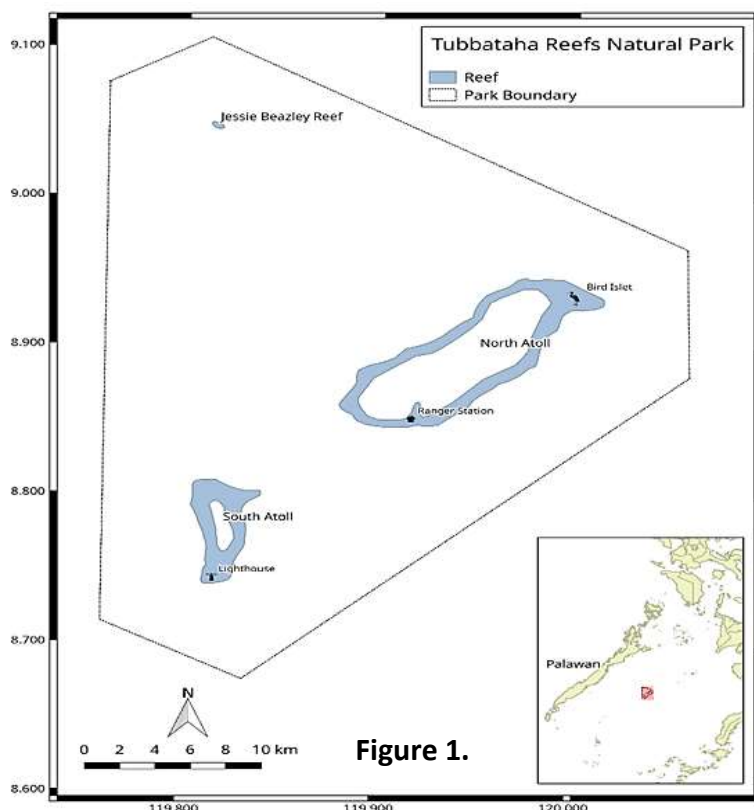 9.100
Tubbataha Reefs Natural Park
Reef
Park Boundary
Jessie Beazley Reef
9.000
Bird Islet
8.900
North Atoll
Ranger Station
8.800
South Atoll
Lighthouse
8.700
Palawan
N
0 2 4 6 8 10 km
Figure 1.
8.600
119.800 119.900 120.000